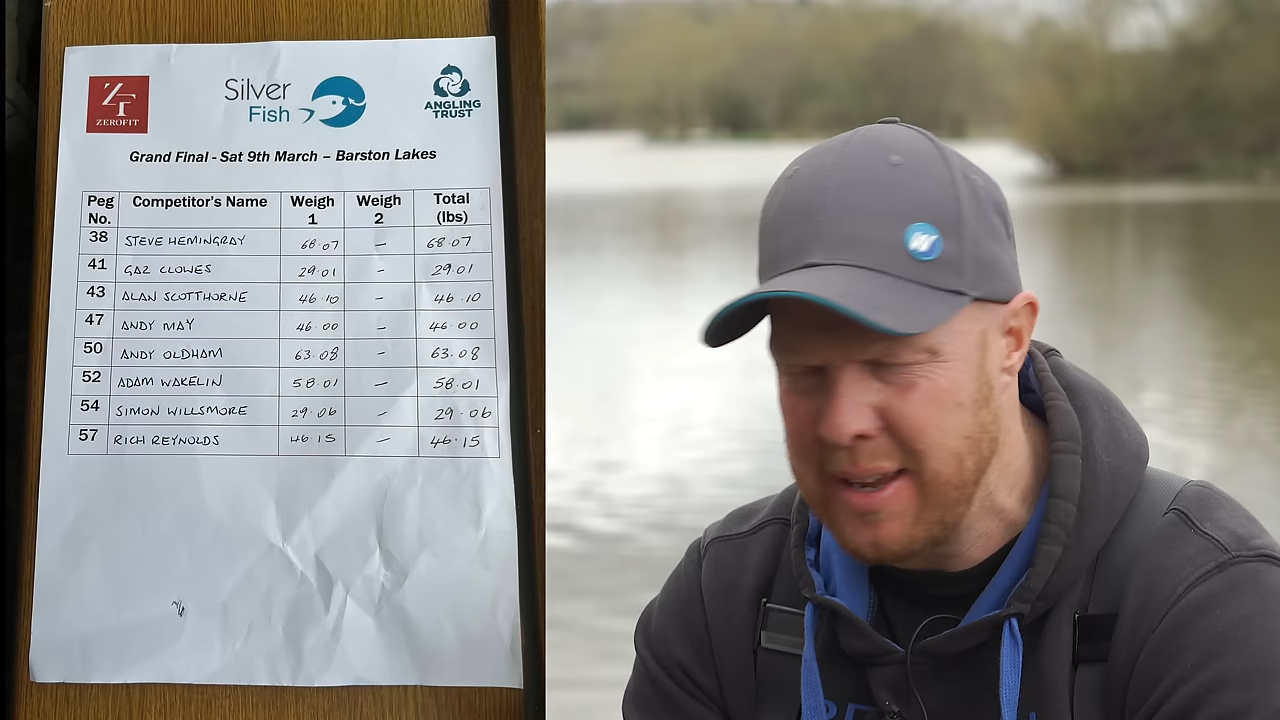 ZT
ZEROFIT
Silver
Fish
ANGLING
TRUST
Grand Final - Sat 9th March – Barston Lakes
Peg No. Competitor's Name Weigh 1 Weigh 2 Total (lbs)
38 STEVE HEMINGRAY 68.07 – 68.07
41 GAZ CLOWES 29.01 – 29.01
43 ALAN SCOTTHORNE 46.10 – 46.10
47 ANDY MAY 46.00 – 46.00
50 ANDY OLDHAM 63.08 – 63.08
52 ADAM WAKELIN 58.01 – 58.01
54 SIMON WILLSMORE 29.06 – 29.06
57 RICH REYNOLDS 46.15 – 46.15